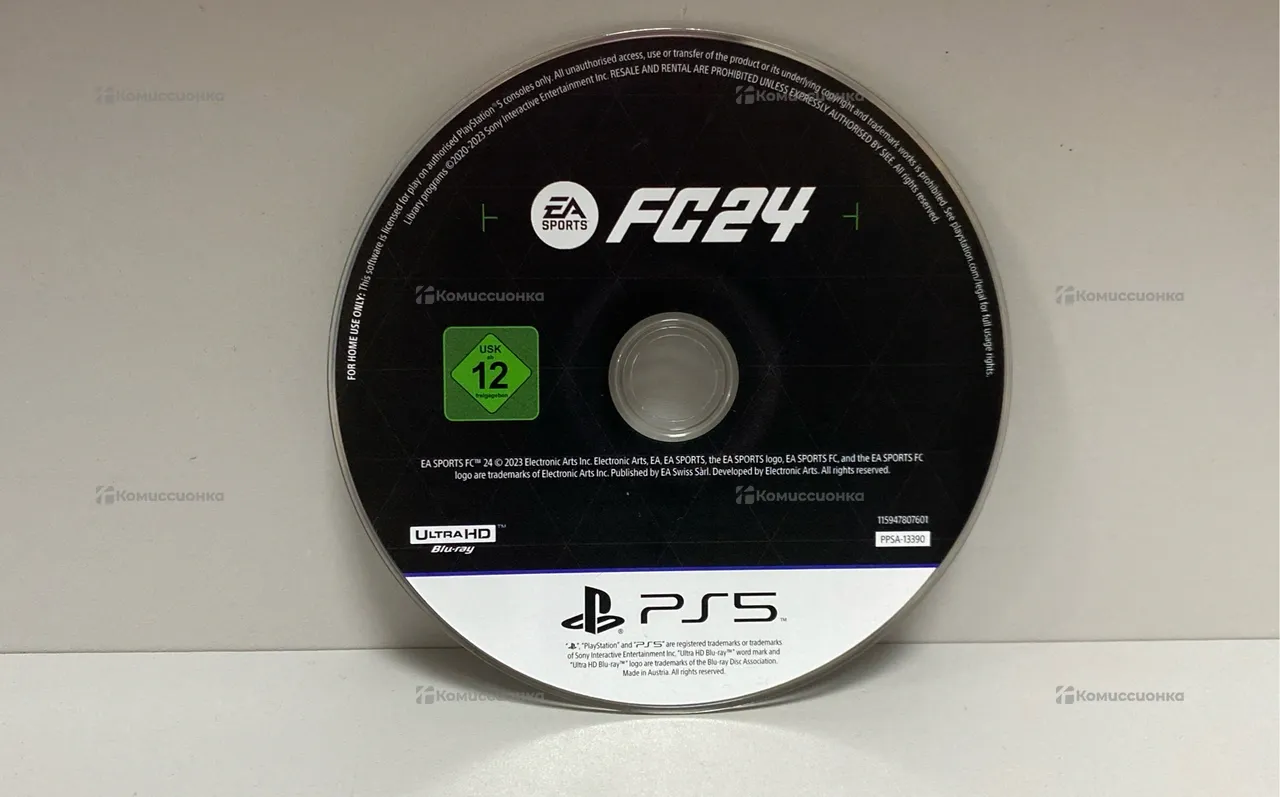 FOR HOME USE ONLY: This software is licensed for play on authorised PlayStation®5 consoles only. All unauthorised access, use or transfer of the product or its underlying copyright and trademark works is prohibited. See playstation.com/legal for full usage rights.
Library programs ©2020-2023 Sony Interactive Entertainment Inc. RESALE AND RENTAL ARE PROHIBITED UNLESS EXPRESSLY AUTHORISED BY SIEE. All rights reserved.
Комиссионка
Комиссионка
EA
SPORTS
FC24
Комиссионка
Комиссионка
USK
ab
12
freigegeben
EA SPORTS FC™ 24 © 2023 Electronic Arts Inc. Electronic Arts, EA, EA SPORTS, the EA SPORTS logo, EA SPORTS FC, and the EA SPORTS FC
logo are trademarks of Electronic Arts Inc. Published by EA Swiss Sàrl. Developed by Electronic Arts. All rights reserved.
Комиссионка
Комиссионка
115947807601
ULTRA HD™
Blu-ray
PPSA-13390
PS5™
"PlayStation" and "PS5" are registered trademarks or trademarks
of Sony Interactive Entertainment Inc. "Ultra HD Blu-ray™" word mark and
"Ultra HD Blu-ray™" logo are trademarks of the Blu-ray Disc Association.
Made in Austria. All rights reserved.
Комиссионка
Комиссионка